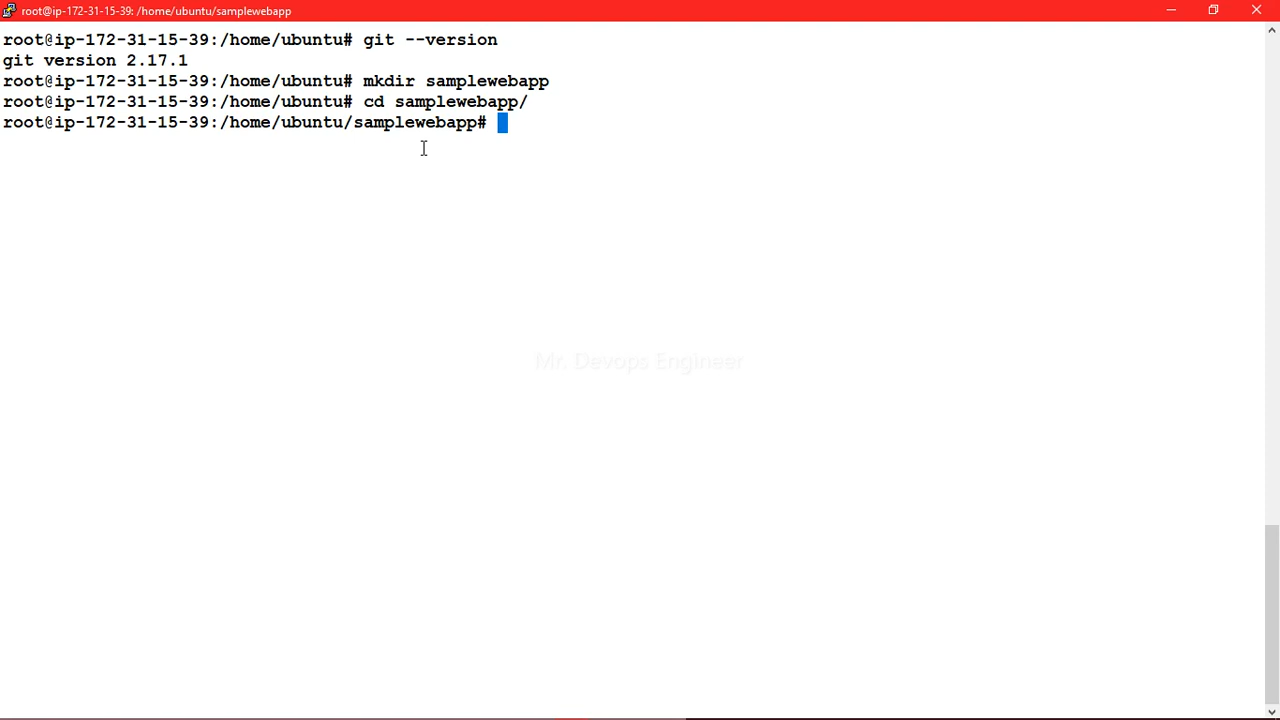 root@ip-172-31-15-39: /home/ubuntu/samplewebapp
root@ip-172-31-15-39:/home/ubuntu# git --version
git version 2.17.1
root@ip-172-31-15-39:/home/ubuntu# mkdir samplewebapp
root@ip-172-31-15-39:/home/ubuntu# cd samplewebapp/
root@ip-172-31-15-39:/home/ubuntu/samplewebapp#
Mr. Devops Engineer